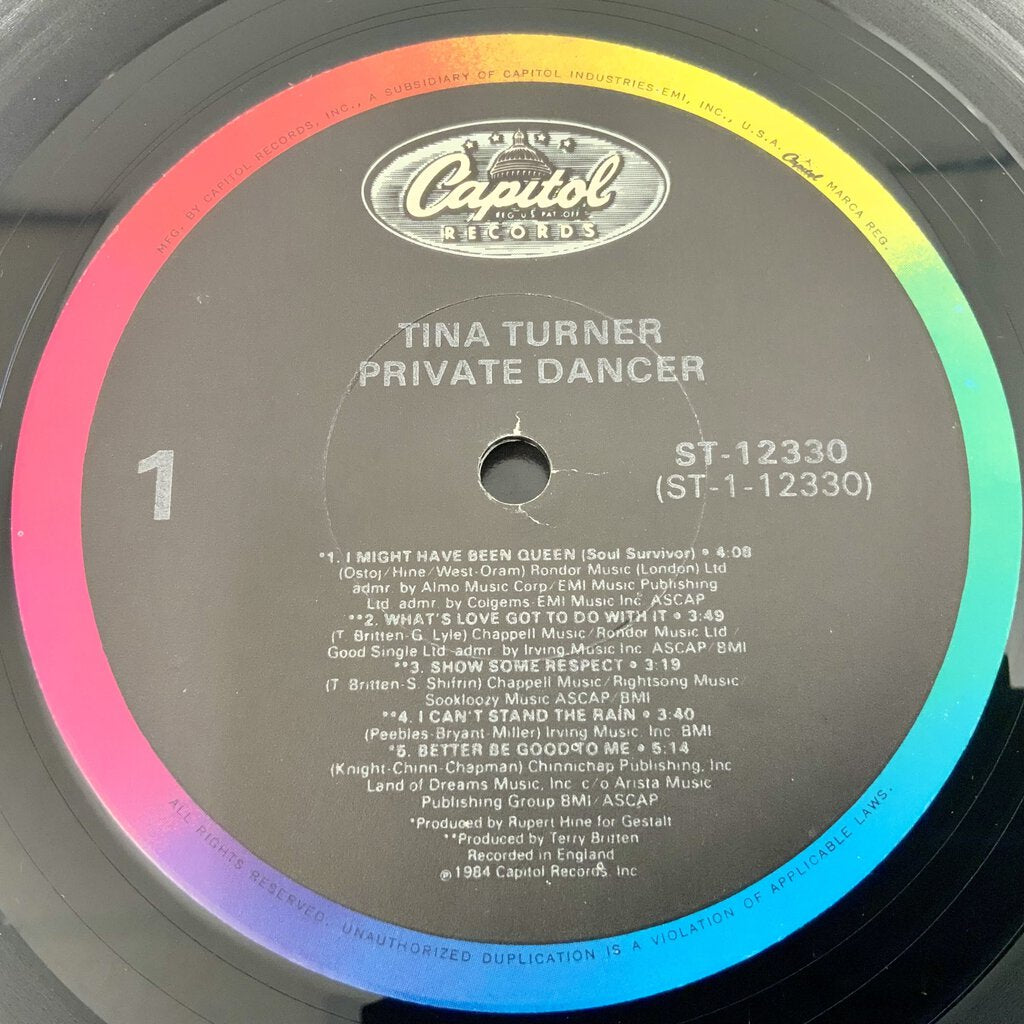 MFG. BY CAPITOL RECORDS, INC., A SUBSIDIARY OF CAPITOL INDUSTRIES-EMI, INC., U.S.A. T.M. Capitol MARCA REG.
Capitol
REG. U.S. PAT. OFF.
RECORDS
TINA TURNER
PRIVATE DANCER
1
ST-12330
(ST-1-12330)
*1. I MIGHT HAVE BEEN QUEEN (Soul Survivor) • 4:08
(Ostoj/Hine/West-Oram) Rondor Music (London) Ltd
admr. by Almo Music Corp/EMI Music Publishing
Ltd. admr. by Colgems-EMI Music Inc. ASCAP
**2. WHAT'S LOVE GOT TO DO WITH IT • 3:49
(T. Britten-G. Lyle) Chappell Music/Rondor Music Ltd/
Good Single Ltd. admr. by Irving Music Inc. ASCAP/BMI
**3. SHOW SOME RESPECT • 3:19
(T. Britten-S. Shifrin) Chappell Music/Rightsong Music/
Sookloozy Music ASCAP/BMI
**4. I CAN'T STAND THE RAIN • 3:40
(Peebles-Bryant-Miller) Irving Music, Inc. BMI
*5. BETTER BE GOOD TO ME • 5:14
(Knight-Chinn-Chapman) Chinnichap Publishing, Inc
Land of Dreams Music, Inc. c/o Arista Music
Publishing Group BMI/ASCAP
*Produced by Rupert Hine for Gestalt
**Produced by Terry Britten
Recorded in England
℗1984 Capitol Records, Inc
ALL RIGHTS RESERVED. UNAUTHORIZED DUPLICATION IS A VIOLATION OF APPLICABLE LAWS.